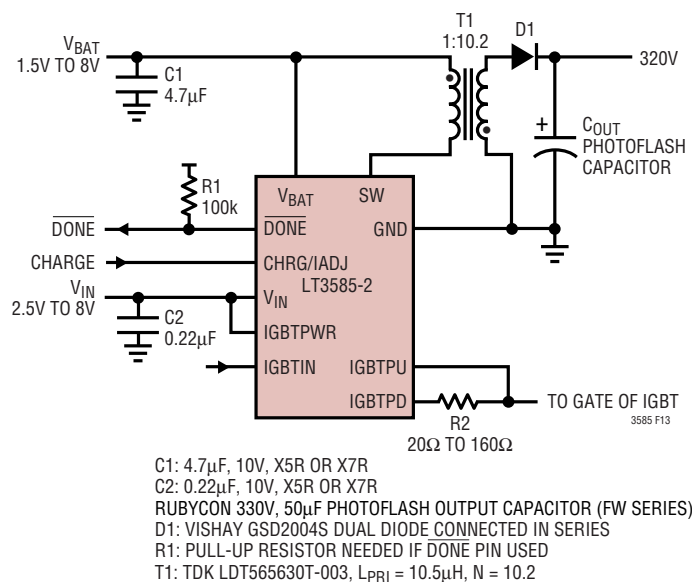 T1
1:10.2
D1
VBAT
1.5V TO 8V
320V
C1
4.7µF
+
COUT
PHOTOFLASH
CAPACITOR
R1
100k
VBAT
SW
DONE
DONE
GND
CHARGE
CHRG/IADJ
LT3585-2
VIN
2.5V TO 8V
VIN
C2
0.22µF
IGBTPWR
IGBTIN
IGBTPU
IGBTPD
TO GATE OF IGBT
3585 F13
R2
20Ω TO 160Ω
C1: 4.7µF, 10V, X5R OR X7R
C2: 0.22µF, 10V, X5R OR X7R
RUBYCON 330V, 50µF PHOTOFLASH OUTPUT CAPACITOR (FW SERIES)
D1: VISHAY GSD2004S DUAL DIODE CONNECTED IN SERIES
R1: PULL-UP RESISTOR NEEDED IF DONE PIN USED
T1: TDK LDT565630T-003, LPRI = 10.5µH, N = 10.2